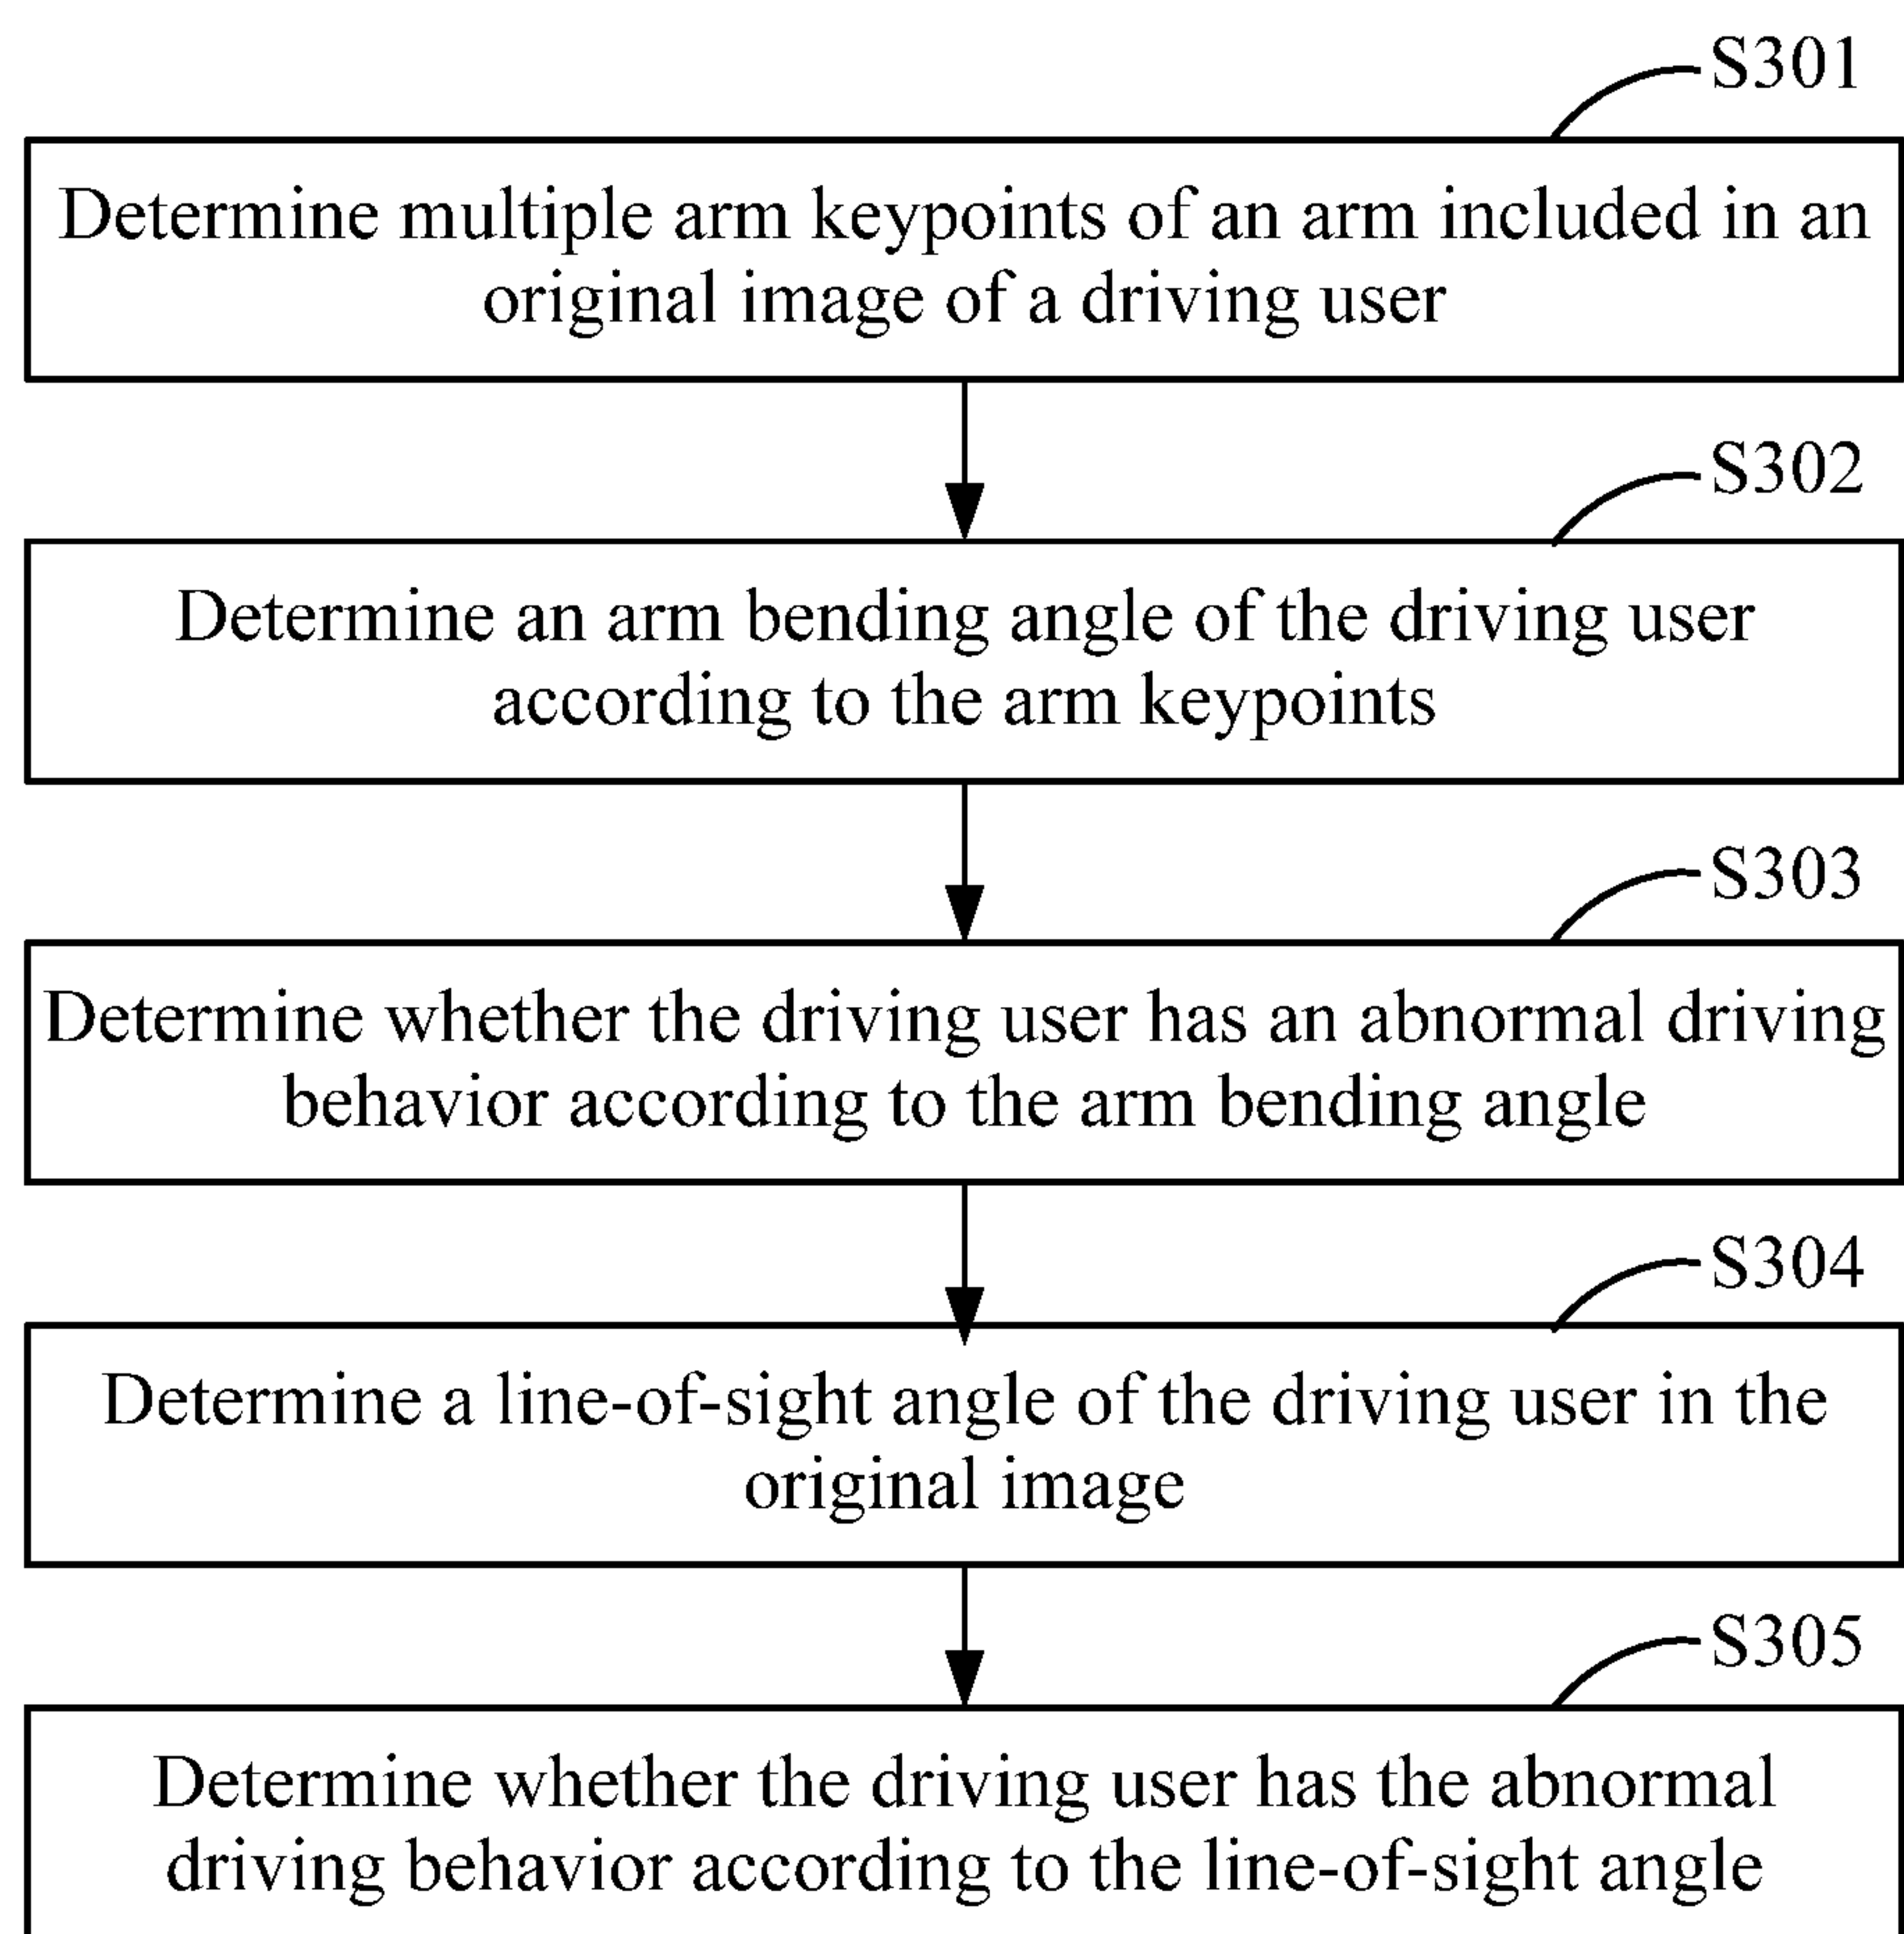 S301
Determine multiple arm keypoints of an arm included in an
original image of a driving user
S302
Determine an arm bending angle of the driving user
according to the arm keypoints
S303
Determine whether the driving user has an abnormal driving
behavior according to the arm bending angle
S304
Determine a line-of-sight angle of the driving user in the
original image
S305
Determine whether the driving user has the abnormal
driving behavior according to the line-of-sight angle